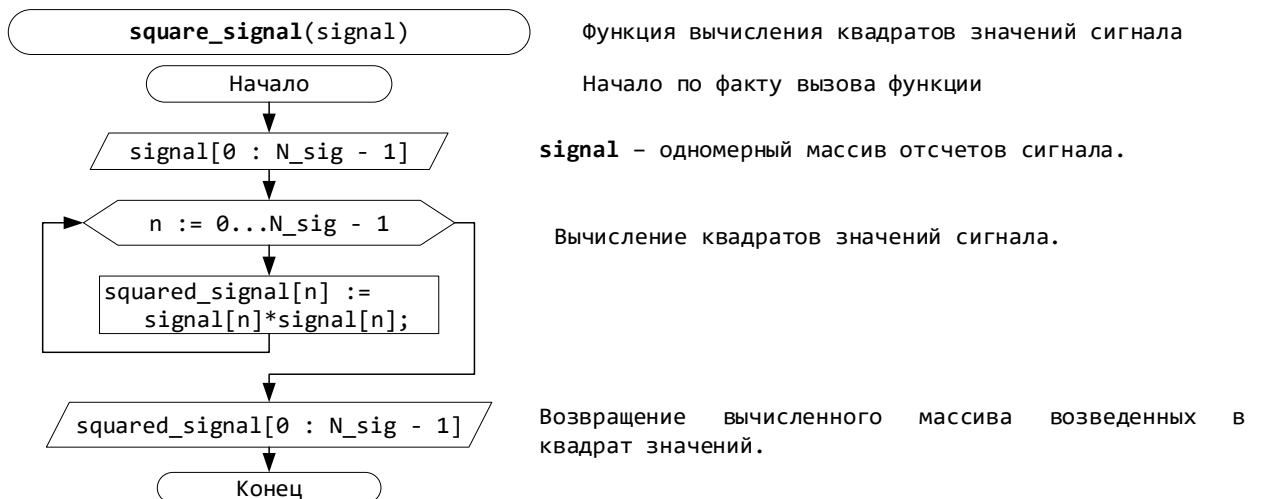 square_signal(signal)
Функция вычисления квадратов значений сигнала
Начало
Начало по факту вызова функции
signal[0 : N_sig - 1]
signal – одномерный массив отсчетов сигнала.
n := 0...N_sig - 1
Вычисление квадратов значений сигнала.
squared_signal[n] :=
signal[n]*signal[n];
squared_signal[0 : N_sig - 1]
Возвращение вычисленного массива возведенных в
квадрат значений.
Конец